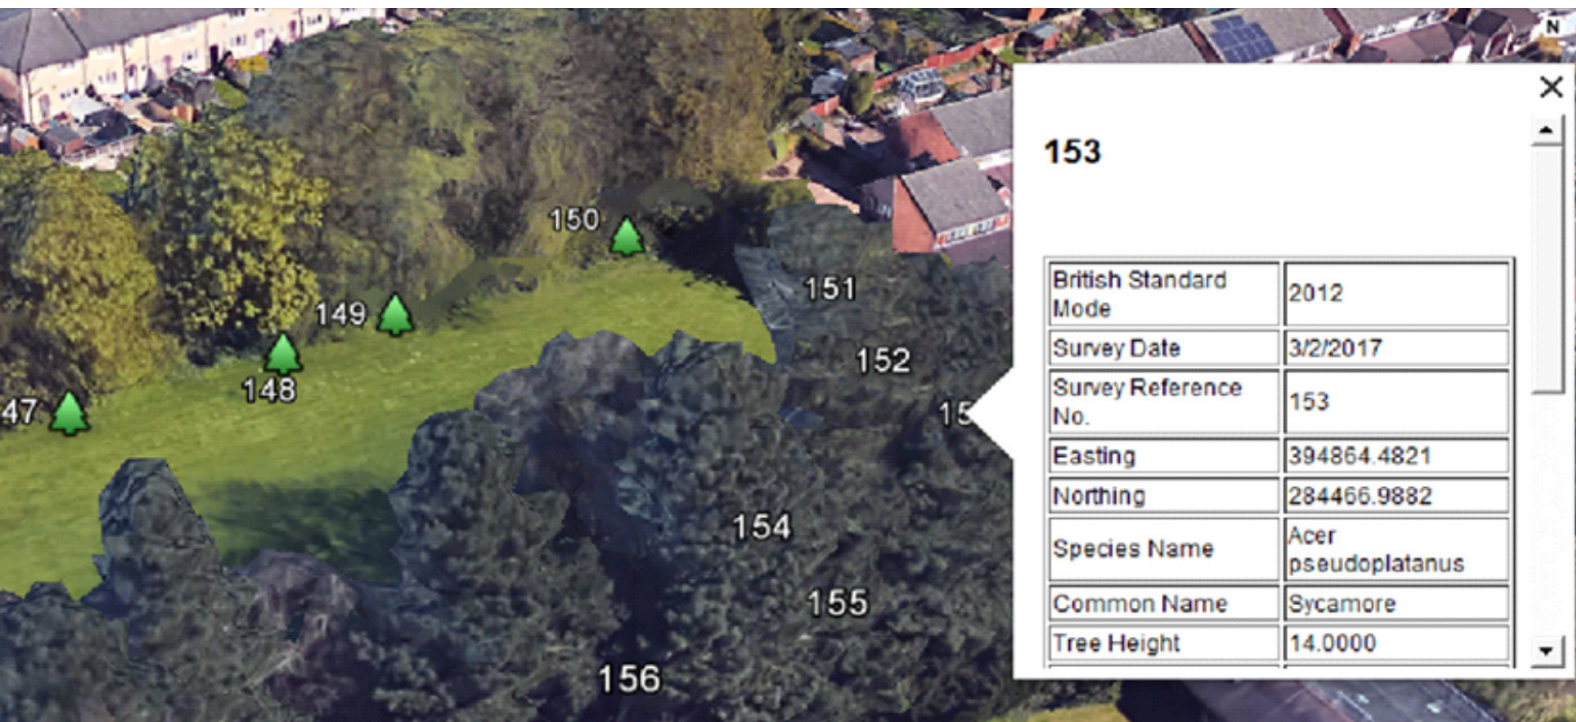 N
150
151
149
152
148
47
15
154
155
156
153
British Standard
Mode
2012
Survey Date
3/2/2017
Survey Reference
No.
153
Easting
394864.4821
Northing
284466.9882
Species Name
Acer
pseudoplatanus
Common Name
Sycamore
Tree Height
14.0000